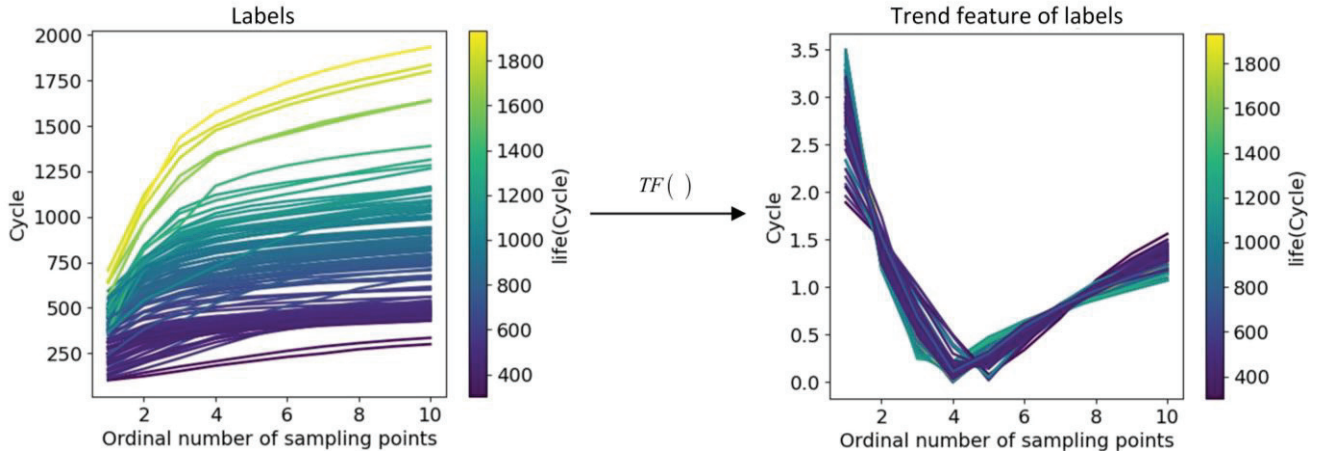 Labels
2000
1750
1500
1250
1000
750
500
250
Cycle
2 4 6 8 10
Ordinal number of sampling points
1800
1600
1400
1200
1000
800
600
400
life(Cycle)
TF( )
Trend feature of labels
3.5
3.0
2.5
2.0
1.5
1.0
0.5
0.0
Cycle
2 4 6 8 10
Ordinal number of sampling points
1800
1600
1400
1200
1000
800
600
400
life(Cycle)